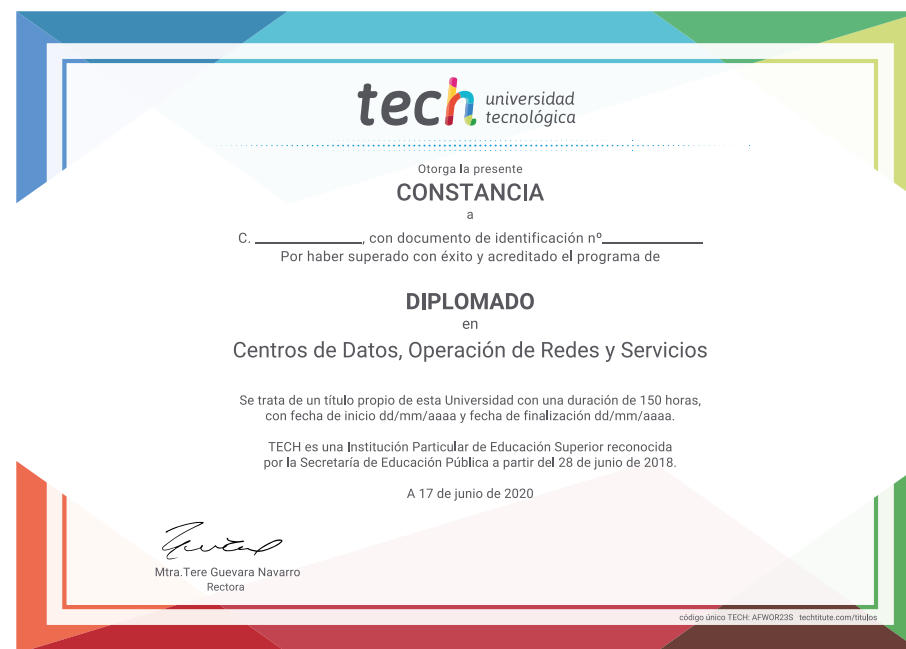 tech universidad
tecnológica
Otorga la presente
CONSTANCIA
a
C. ______________, con documento de identificación nº_____________
Por haber superado con éxito y acreditado el programa de
DIPLOMADO
en
Centros de Datos, Operación de Redes y Servicios
Se trata de un título propio de esta Universidad con una duración de 150 horas,
con fecha de inicio dd/mm/aaaa y fecha de finalización dd/mm/aaaa.
TECH es una Institución Particular de Educación Superior reconocida
por la Secretaría de Educación Pública a partir del 28 de junio de 2018.
A 17 de junio de 2020
Mtra.Tere Guevara Navarro
Rectora
código único TECH: AFWOR23S techtitute.com/titulos